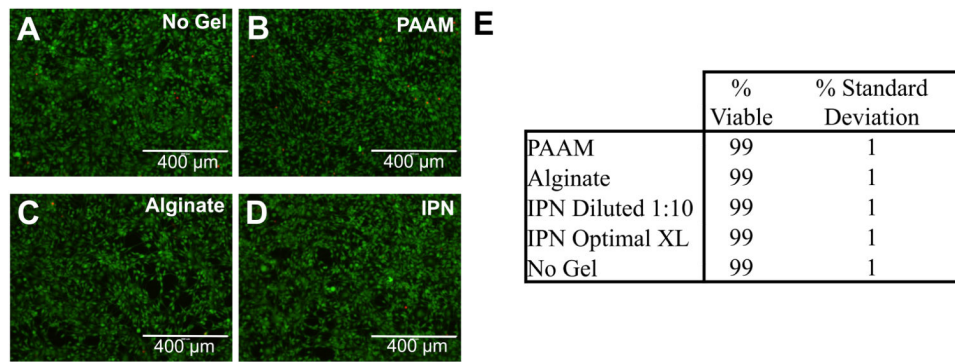 A No Gel
B PAAM
400 µm
400 µm
C Alginate
D IPN
400 µm
400 µm
E
% Viable % Standard Deviation
PAAM 99 1
Alginate 99 1
IPN Diluted 1:10 99 1
IPN Optimal XL 99 1
No Gel 99 1